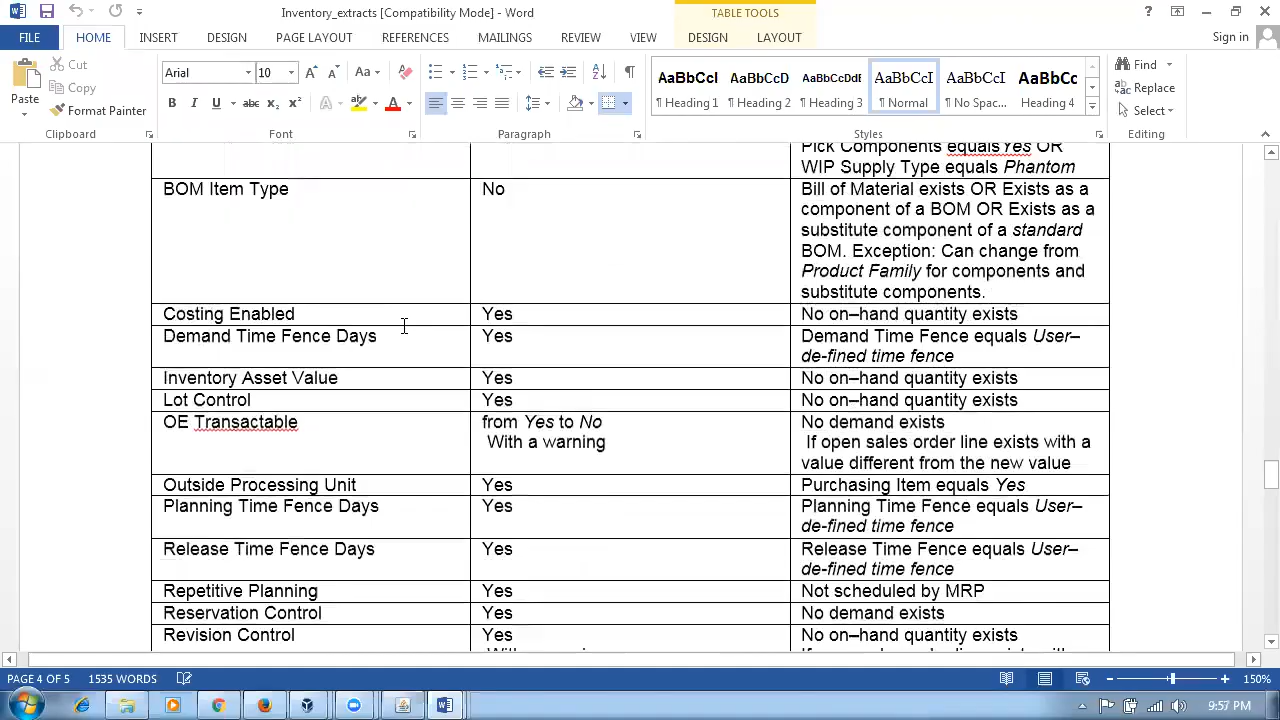 Inventory_extracts [Compatibility Mode] - Word
TABLE TOOLS
?
FILE HOME INSERT DESIGN PAGE LAYOUT REFERENCES MAILINGS REVIEW VIEW DESIGN LAYOUT Sign in
Paste
Cut
Copy
Format Painter
Clipboard
Arial 10
Font
Paragraph
AaBbCcI AaBbCcD AaBbCcDdE AaBbCcI AaBbCcI AaBbCc
¶ Heading 1 ¶ Heading 2 ¶ Heading 3 ¶ Normal ¶ No Spac... Heading 4
Styles
Find
Replace
Select
Editing
Pick Components equalsYes OR
WIP Supply Type equals Phantom
BOM Item Type No Bill of Material exists OR Exists as a
component of a BOM OR Exists as a
substitute component of a standard
BOM. Exception: Can change from
Product Family for components and
substitute components.
Costing Enabled Yes No on–hand quantity exists
Demand Time Fence Days Yes Demand Time Fence equals User–
de-fined time fence
Inventory Asset Value Yes No on–hand quantity exists
Lot Control Yes No on–hand quantity exists
OE Transactable from Yes to No No demand exists
With a warning If open sales order line exists with a
value different from the new value
Outside Processing Unit Yes Purchasing Item equals Yes
Planning Time Fence Days Yes Planning Time Fence equals User–
de-fined time fence
Release Time Fence Days Yes Release Time Fence equals User–
de-fined time fence
Repetitive Planning Yes Not scheduled by MRP
Reservation Control Yes No demand exists
Revision Control Yes No on–hand quantity exists
PAGE 4 OF 5 1535 WORDS 150%
9:57 PM